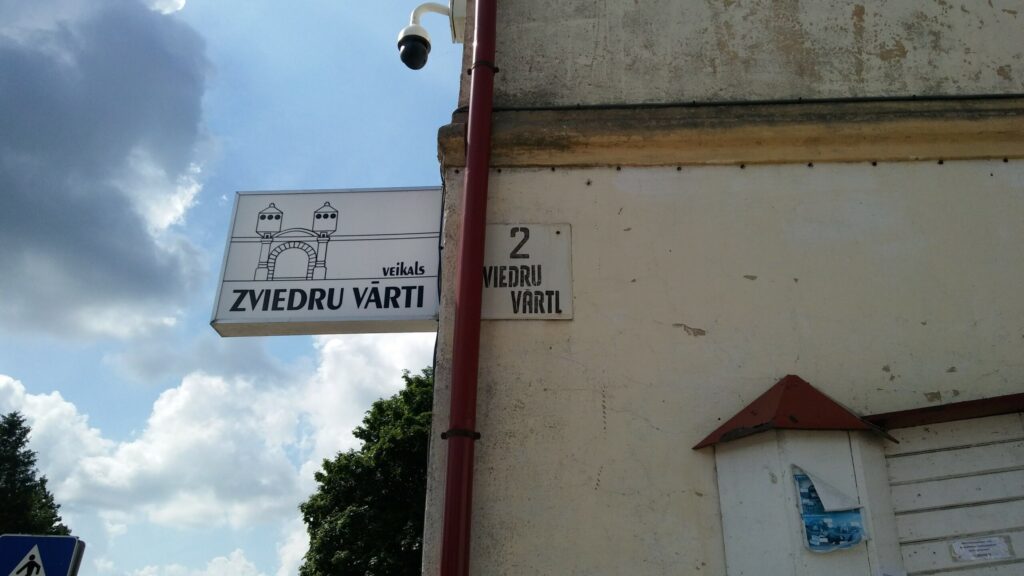 veikals
ZVIEDRU VĀRTI
2
VIEDRU
VĀRTI